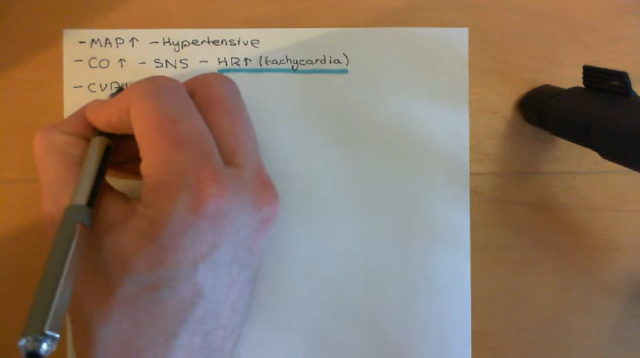 - MAP↑ - Hypertensive
- CO ↑ - SNS - HR↑ (tachycardia)